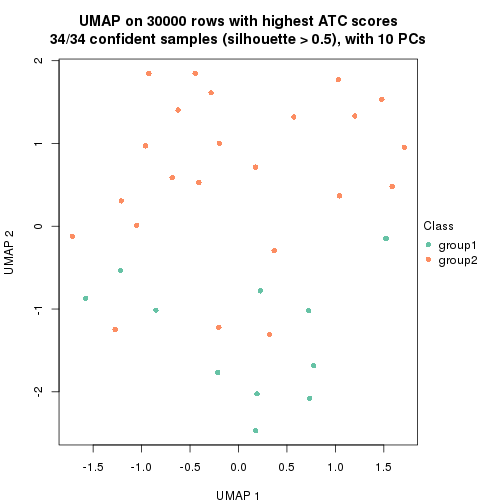 UMAP on 30000 rows with highest ATC scores
34/34 confident samples (silhouette > 0.5), with 10 PCs
2
1
0
-1
-2
UMAP 2
-1.5 -1.0 -0.5 0.0 0.5 1.0 1.5
UMAP 1
Class
group1
group2